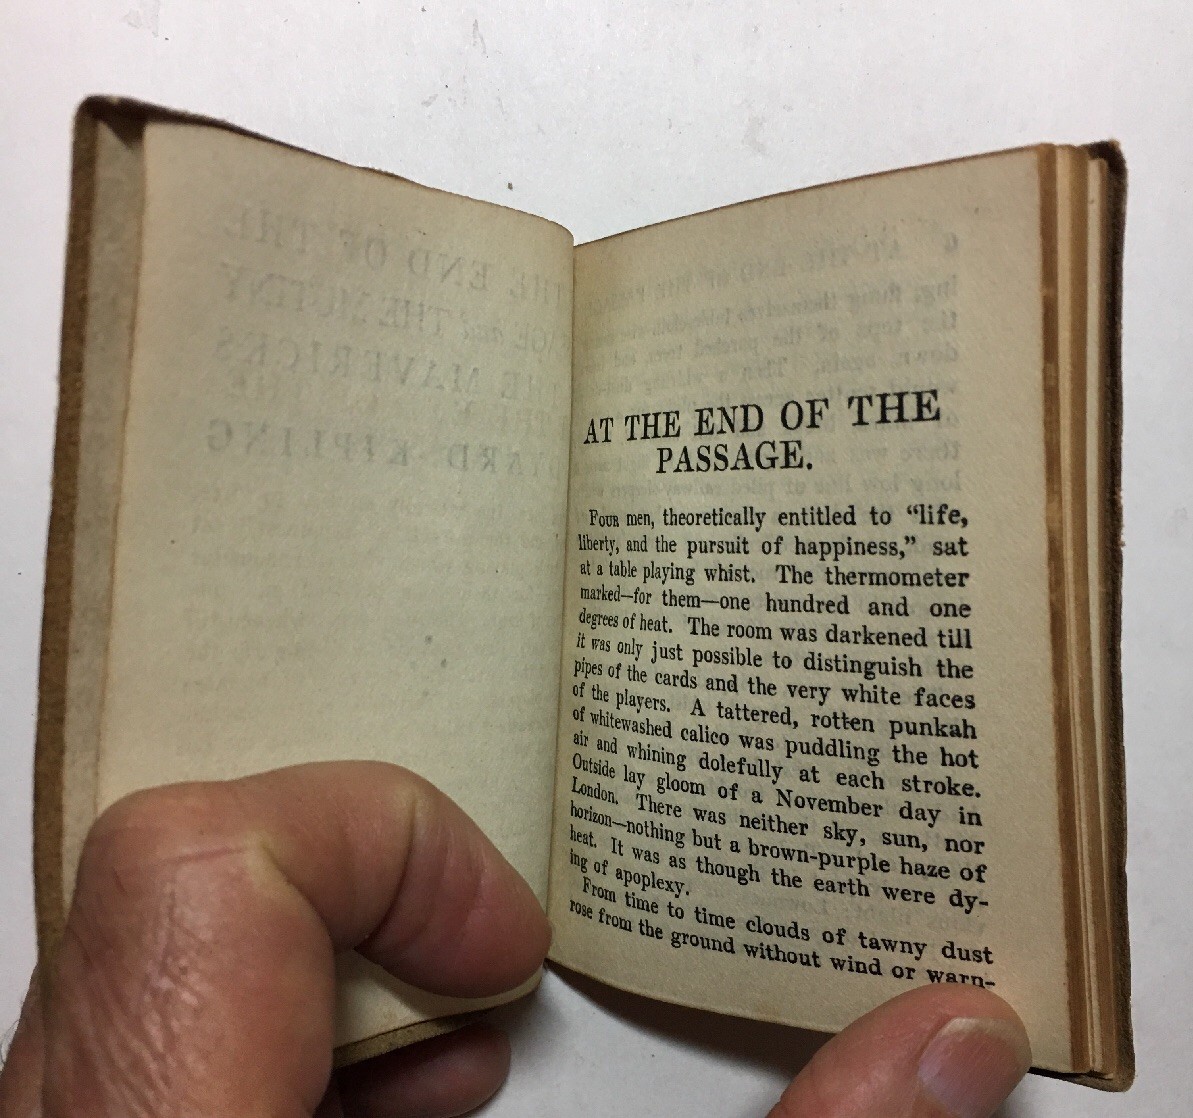 AT THE END OF THE
PASSAGE.
FOUR men, theoretically entitled to “life,
liberty, and the pursuit of happiness,” sat
at a table playing whist. The thermometer
marked—for them—one hundred and one
degrees of heat. The room was darkened till
it was only just possible to distinguish the
pipes of the cards and the very white faces
of the players. A tattered, rotten punkah
of whitewashed calico was puddling the hot
air and whining dolefully at each stroke.
Outside lay gloom of a November day in
London. There was neither sky, sun, nor
horizon—nothing but a brown-purple haze of
heat. It was as though the earth were dy-
ing of apoplexy.
From time to time clouds of tawny dust
rose from the ground without wind or warn-